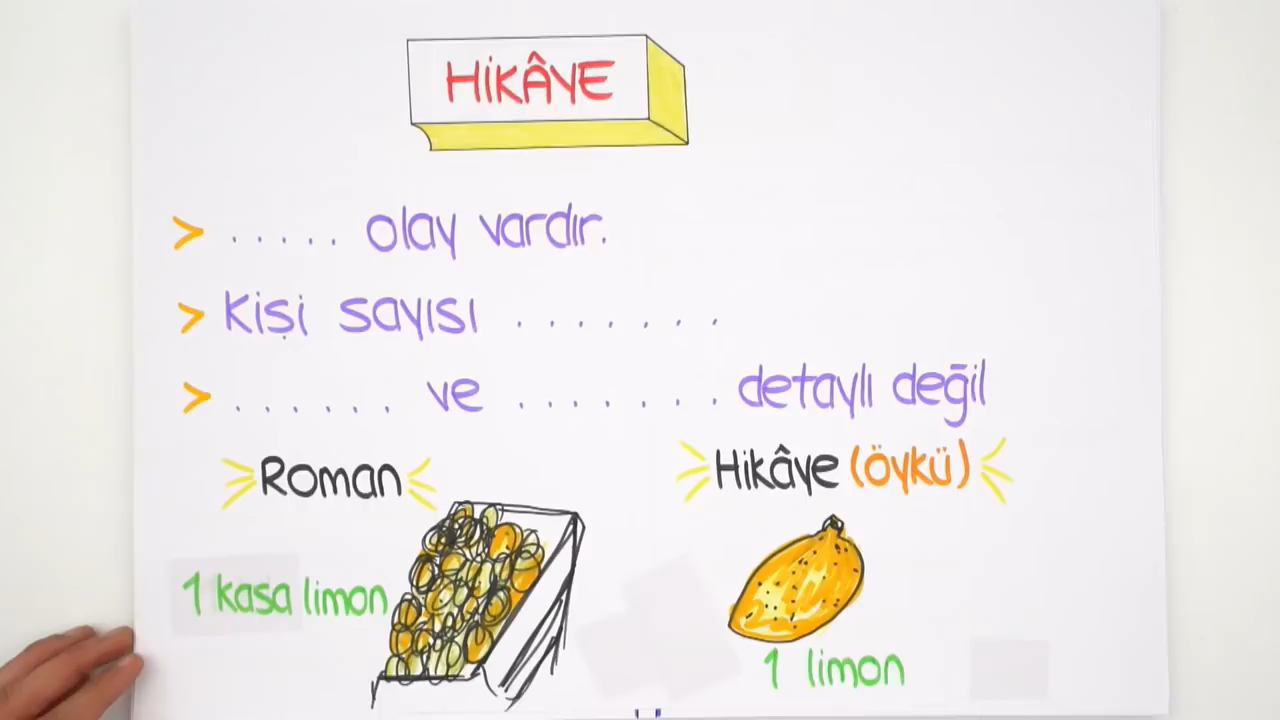 HİKÂYE
> ..... olay vardır.
> Kişi sayısı .......
> ...... ve ....... detaylı değil
Roman
Hikâye (öykü)
1 kasa limon
1 limon